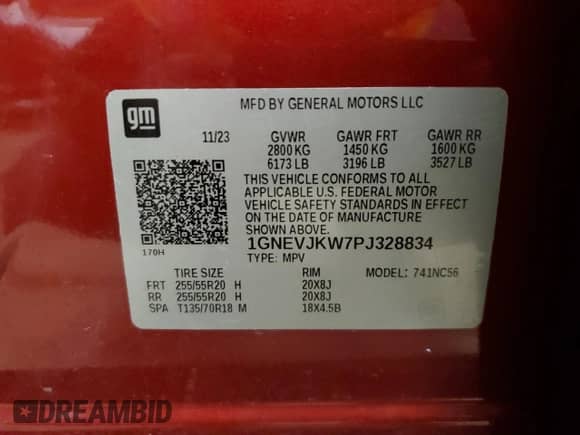 gm
MFD BY GENERAL MOTORS LLC
11/23 GVWR GAWR FRT GAWR RR
2800 KG 1450 KG 1600 KG
6173 LB 3196 LB 3527 LB
THIS VEHICLE CONFORMS TO ALL
APPLICABLE U.S. FEDERAL MOTOR
VEHICLE SAFETY STANDARDS IN EFFECT
ON THE DATE OF MANUFACTURE
SHOWN ABOVE.
170H
1GNEVJKW7PJ328834
TYPE: MPV
TIRE SIZE RIM MODEL: 741NC56
FRT 255/55R20 H 20X8J
RR 255/55R20 H 20X8J
SPA T135/70R18 M 18X4.5B
DREAMBID